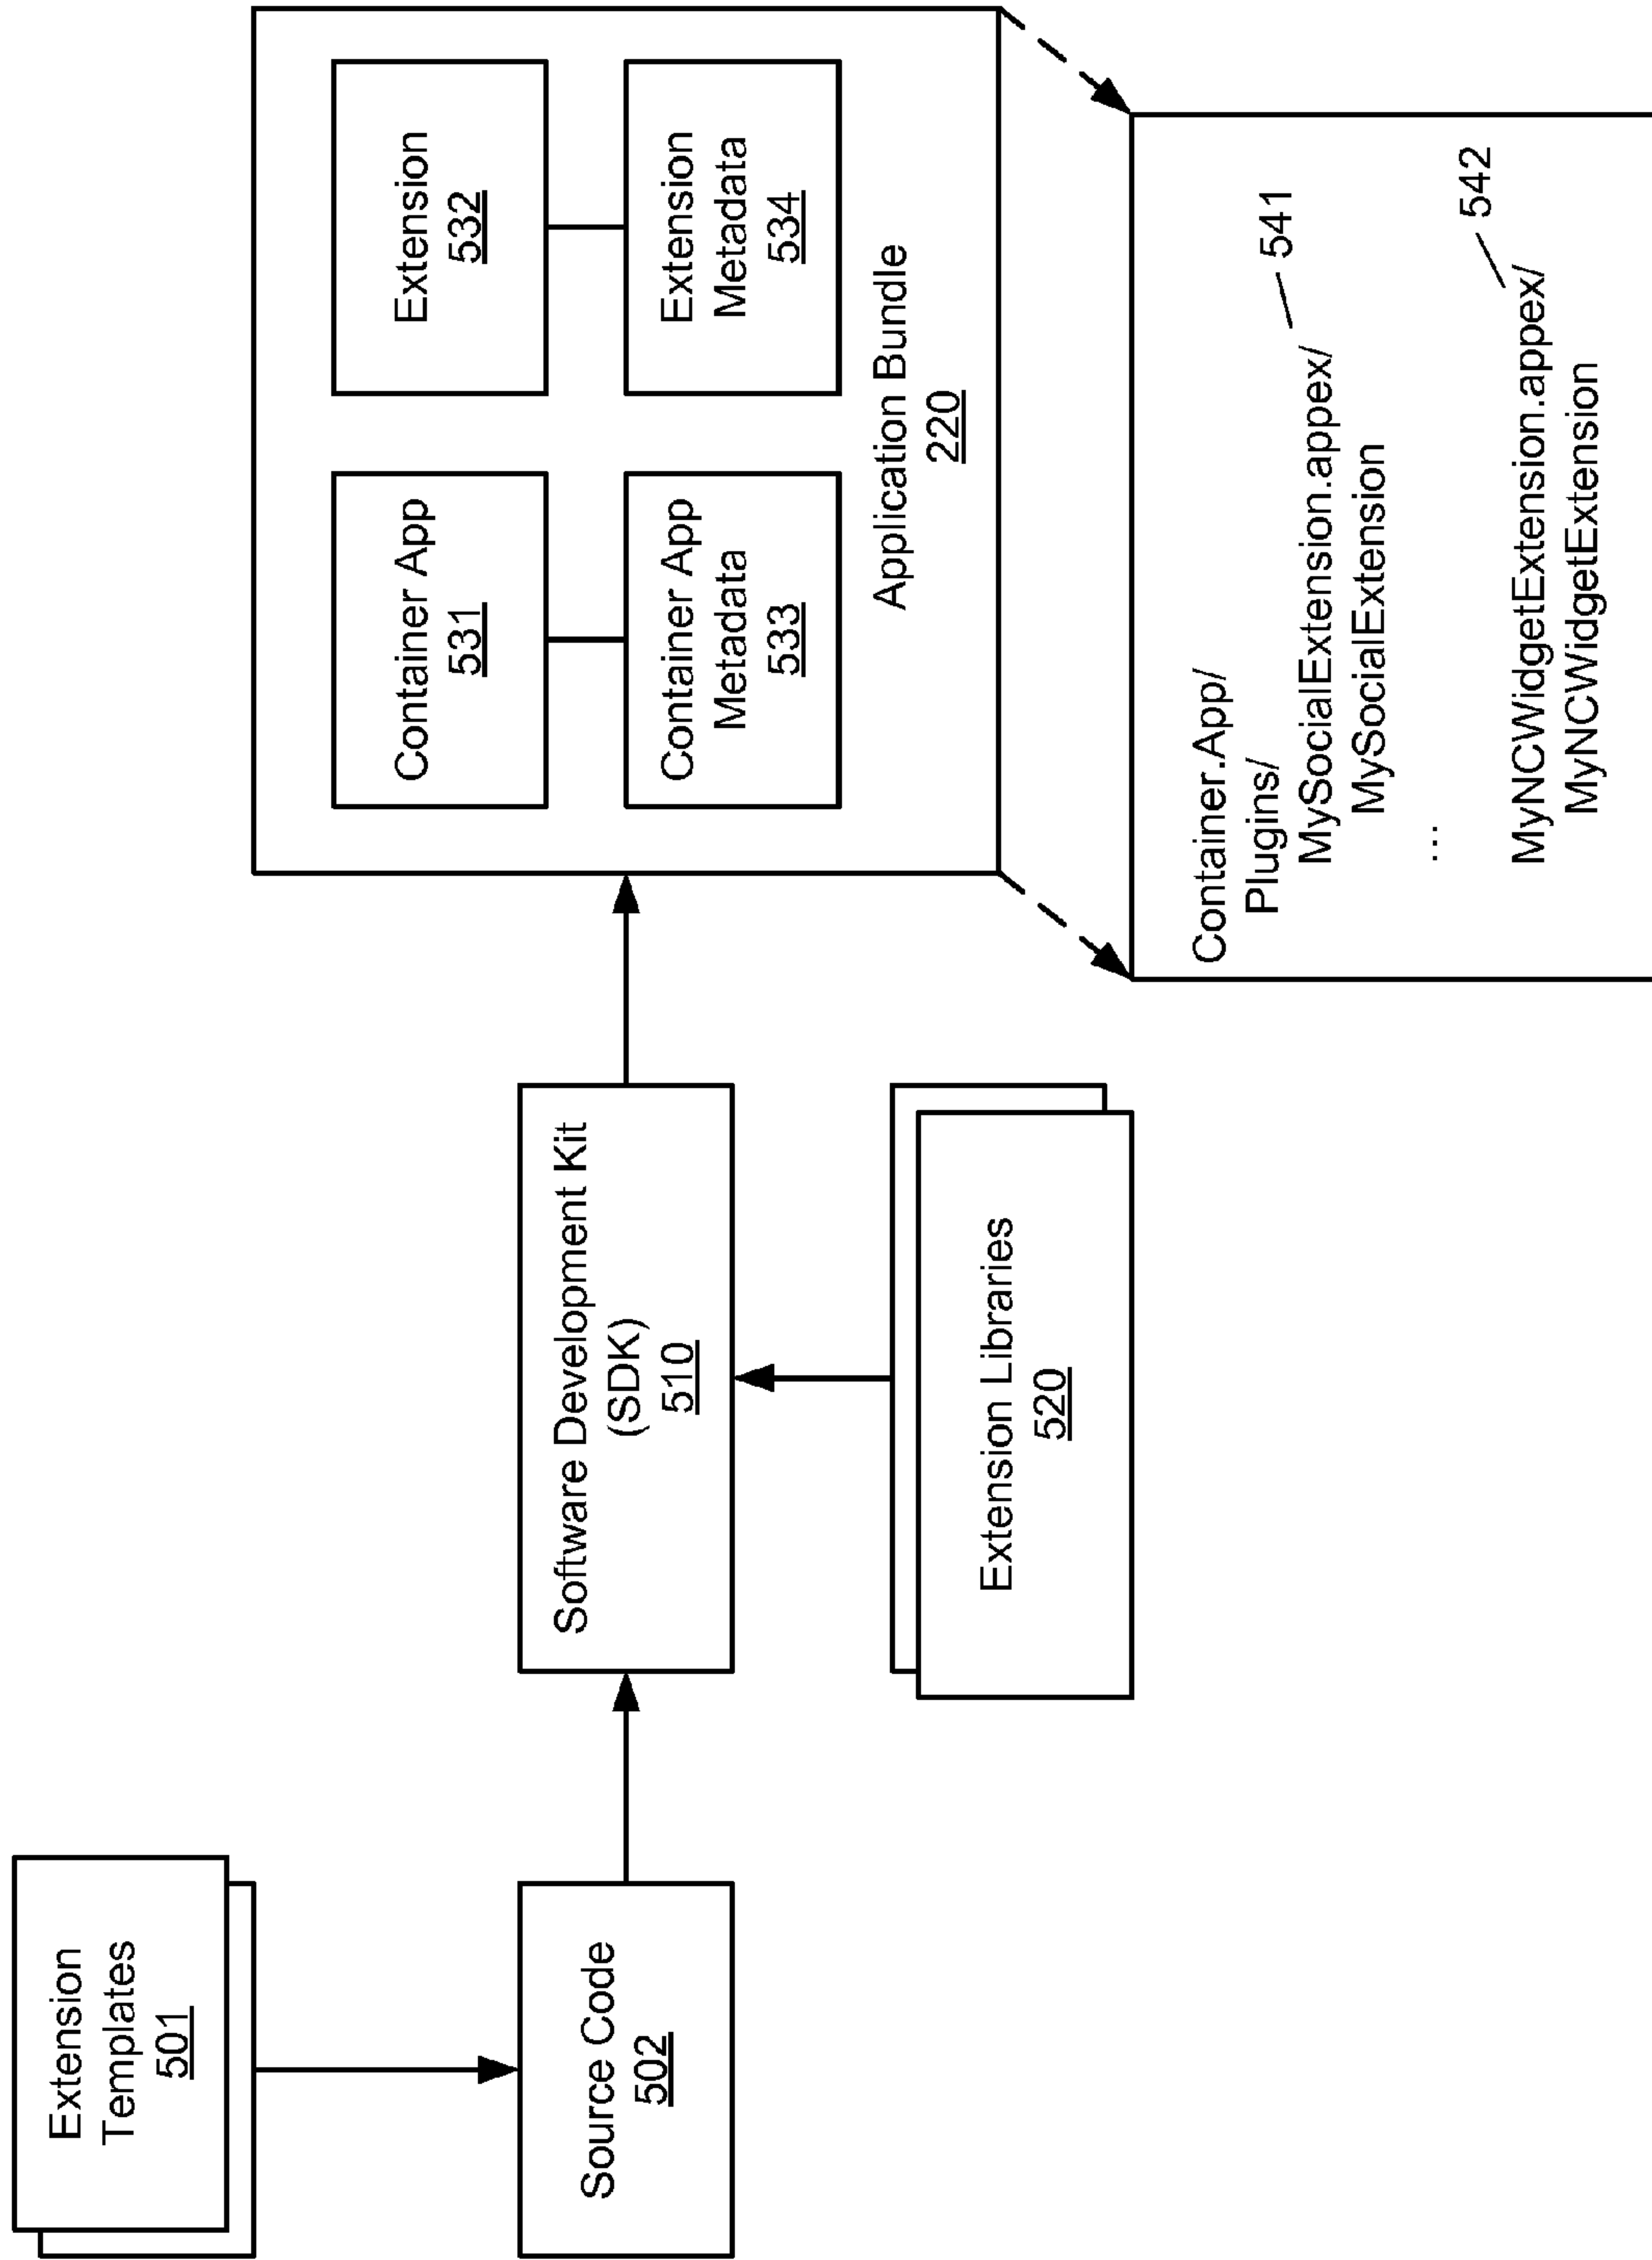 Extension
Templates
501
Source Code
502
Software Development Kit
(SDK)
510
Extension Libraries
520
Container App
531
Extension
532
Container App
Metadata
533
Extension
Metadata
534
Application Bundle
220
Container.App/
Plugins/
MySocialExtension.appex/ 541
MySocialExtension
...
MyNCWidgetExtension.appex/ 542
MyNCWidgetExtension